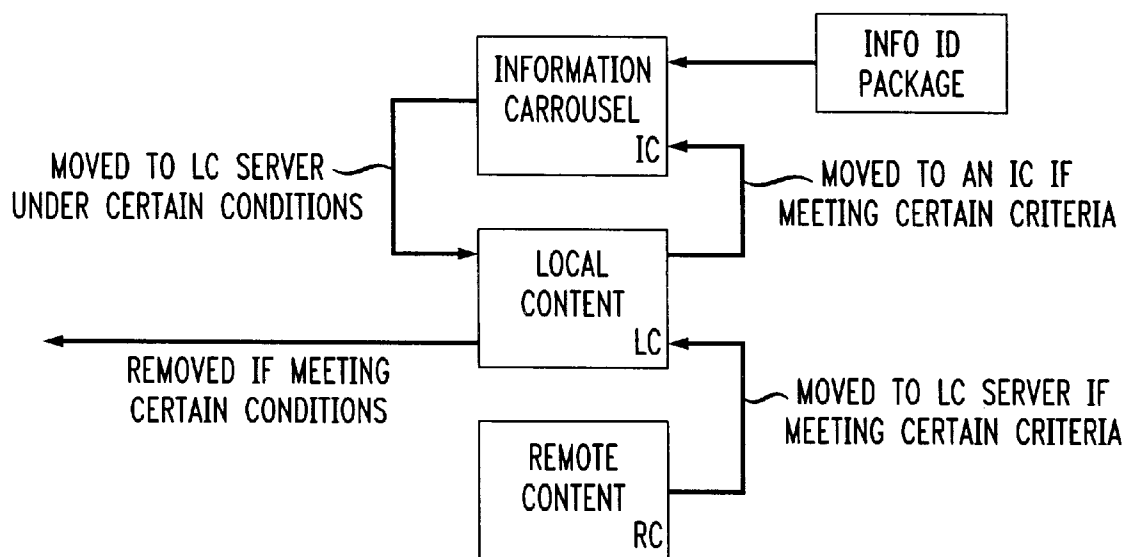 INFO ID
PACKAGE
INFORMATION
CARROUSEL
IC
MOVED TO LC SERVER
UNDER CERTAIN CONDITIONS
MOVED TO AN IC IF
MEETING CERTAIN CRITERIA
LOCAL
CONTENT
LC
REMOVED IF MEETING
CERTAIN CONDITIONS
MOVED TO LC SERVER IF
MEETING CERTAIN CRITERIA
REMOTE
CONTENT
RC